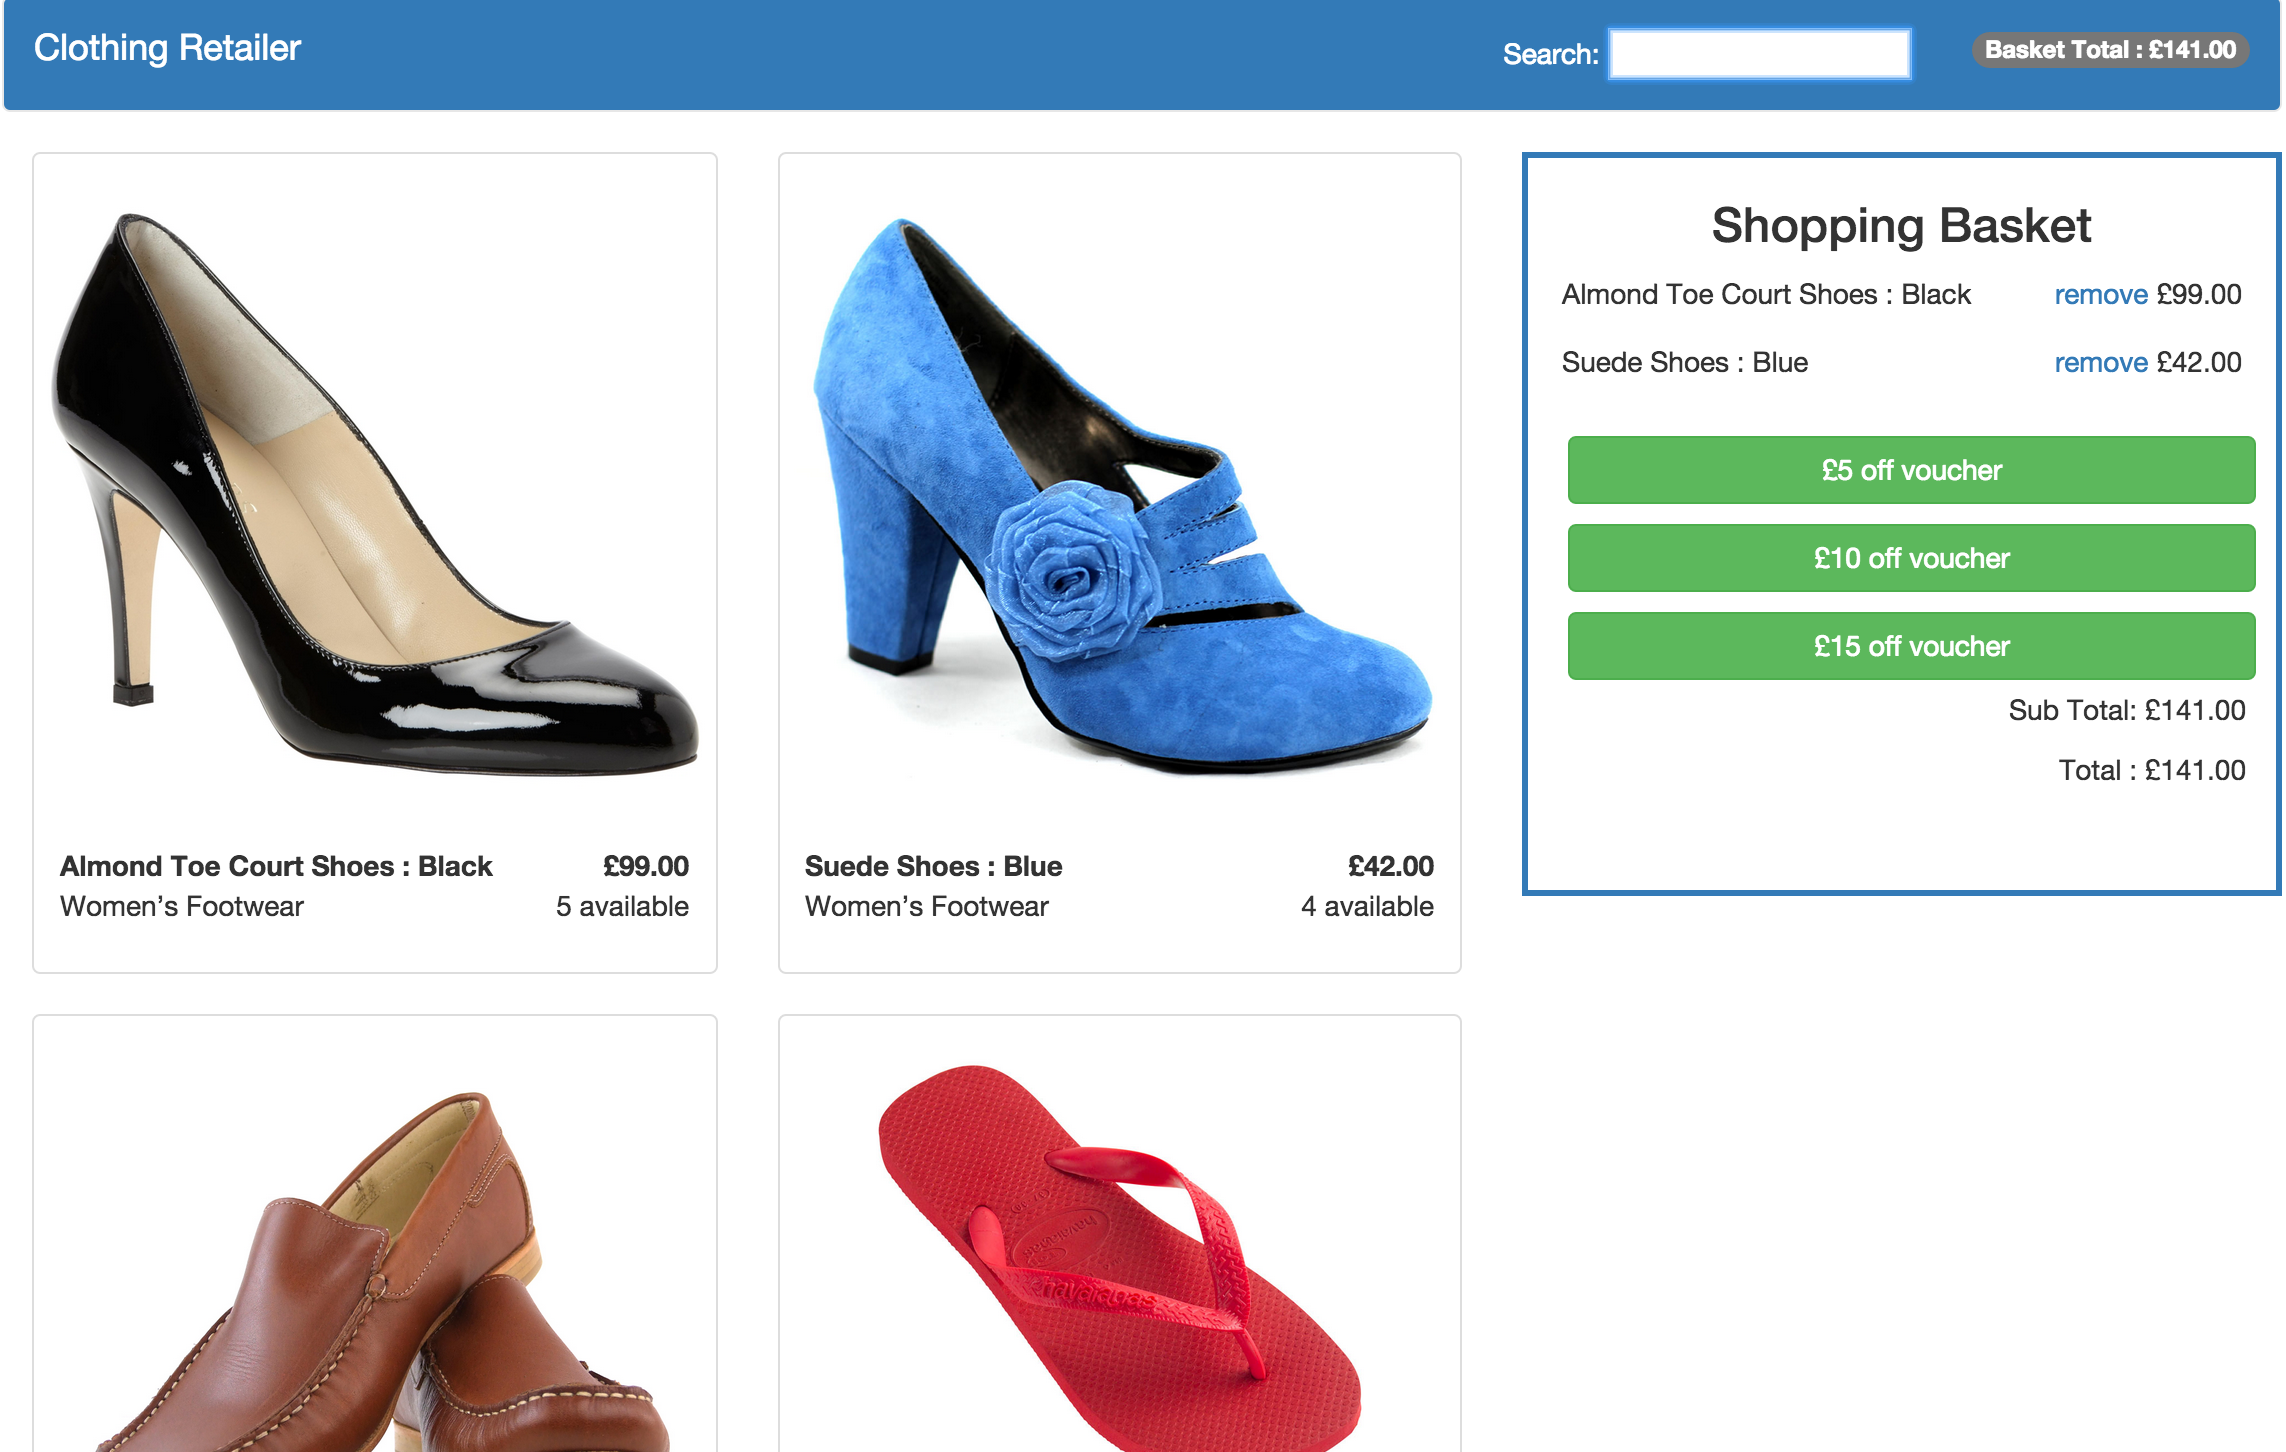 Clothing Retailer
Search:
Basket Total : £141.00
Almond Toe Court Shoes : Black £99.00
Women’s Footwear 5 available
Suede Shoes : Blue £42.00
Women’s Footwear 4 available
Shopping Basket
Almond Toe Court Shoes : Black remove £99.00
Suede Shoes : Blue remove £42.00
£5 off voucher
£10 off voucher
£15 off voucher
Sub Total: £141.00
Total : £141.00
havaianas
havaianas